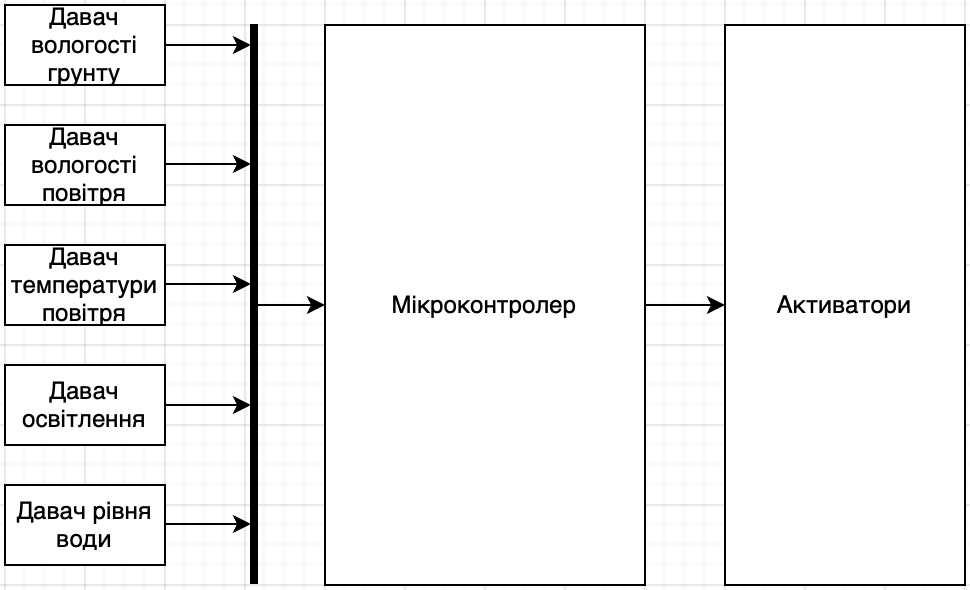 Давач
вологості
грунту
Давач
вологості
повітря
Давач
температури
повітря
Давач
освітлення
Давач рівня
води
Мікроконтролер
Активатори